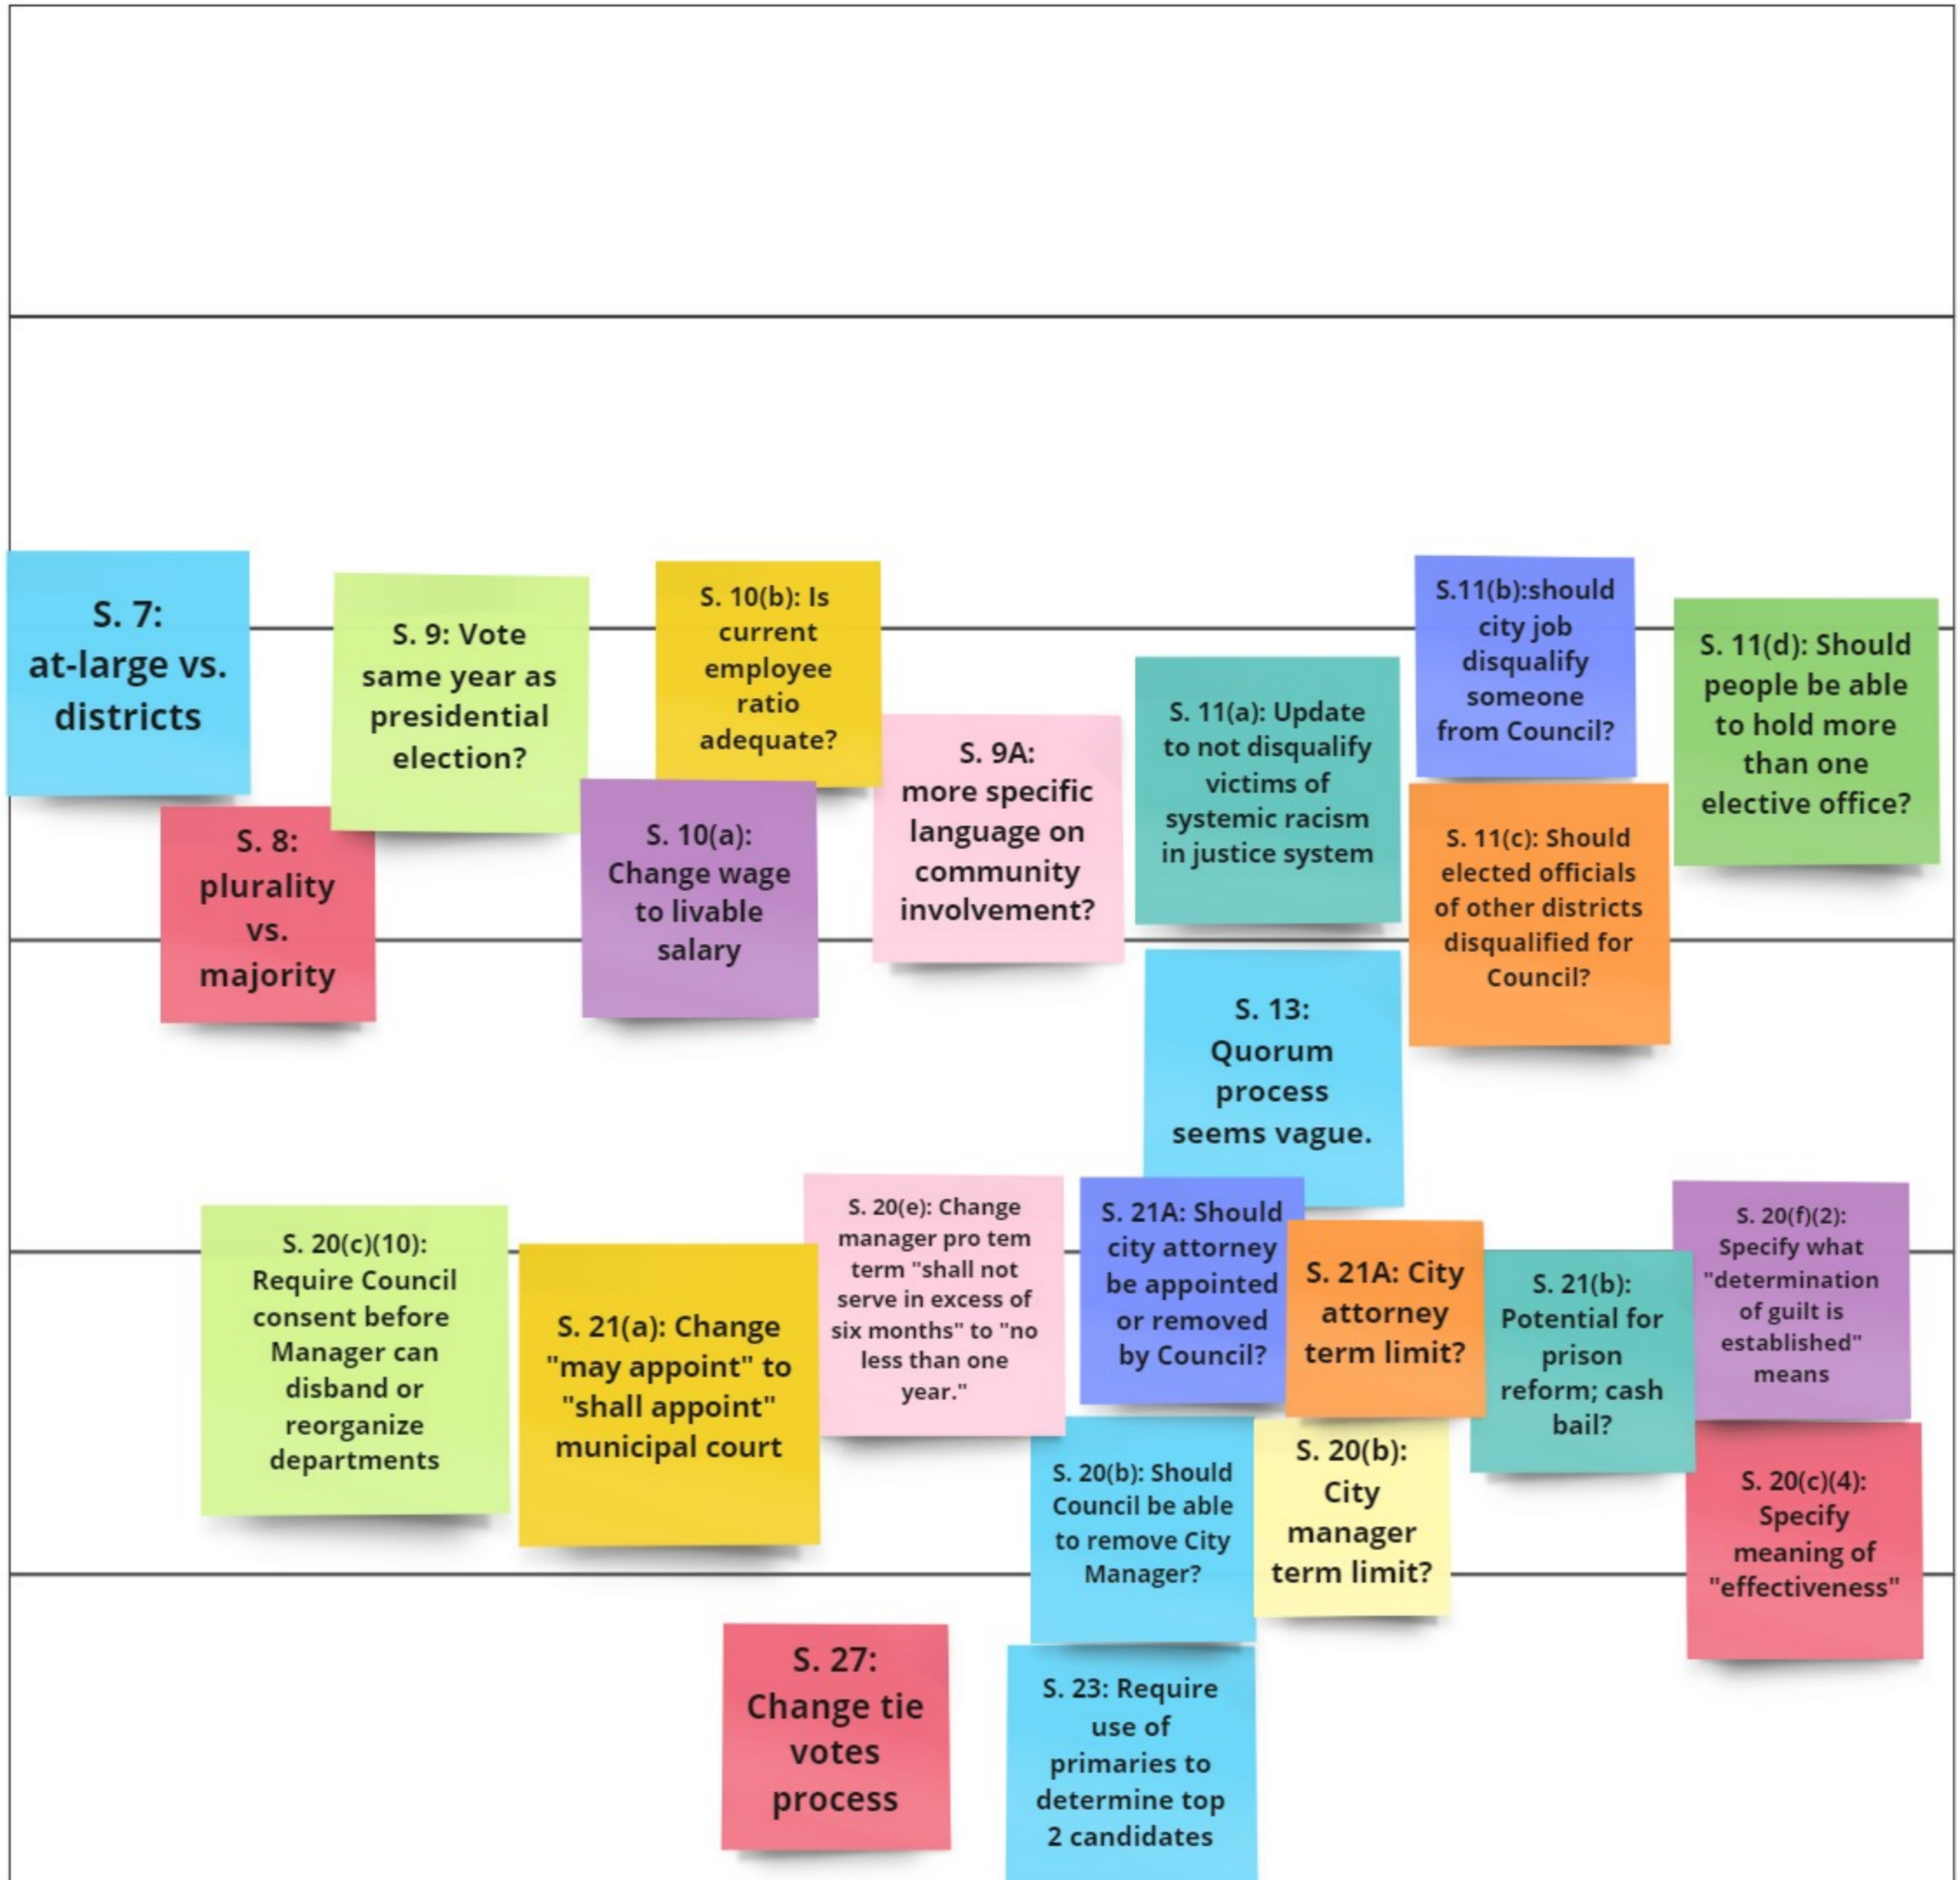 S. 7:
at-large vs.
districts
S. 8:
plurality
vs.
majority
S. 9: Vote
same year as
presidential
election?
S. 10(b): Is
current
employee
ratio
adequate?
S. 10(a):
Change wage
to livable
salary
S. 9A:
more specific
language on
community
involvement?
S. 11(a): Update
to not disqualify
victims of
systemic racism
in justice system
S.11(b):should
city job
disqualify
someone
from Council?
S. 11(c): Should
elected officials
of other districts
disqualified for
Council?
S. 11(d): Should
people be able
to hold more
than one
elective office?
S. 13:
Quorum
process
seems vague.
S. 20(c)(10):
Require Council
consent before
Manager can
disband or
reorganize
departments
S. 21(a): Change
"may appoint" to
"shall appoint"
municipal court
S. 20(e): Change
manager pro tem
term "shall not
serve in excess of
six months" to "no
less than one
year."
S. 21A: Should
city attorney
be appointed
or removed
by Council?
S. 21A: City
attorney
term limit?
S. 21(b):
Potential for
prison
reform; cash
bail?
S. 20(f)(2):
Specify what
"determination
of guilt is
established"
means
S. 20(b): Should
Council be able
to remove City
Manager?
S. 20(b):
City
manager
term limit?
S. 20(c)(4):
Specify
meaning of
"effectiveness"
S. 27:
Change tie
votes
process
S. 23: Require
use of
primaries to
determine top
2 candidates